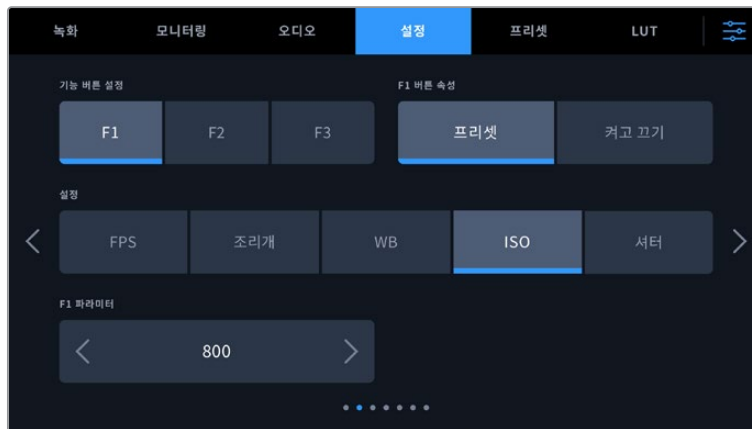 녹화 모니터링 오디오 설정 프리셋 LUT
기능 버튼 설정 F1 버튼 속성
F1 F2 F3 프리셋 켜고 끄기
설정
FPS 조리개 WB ISO 셔터
F1 파라미터
800